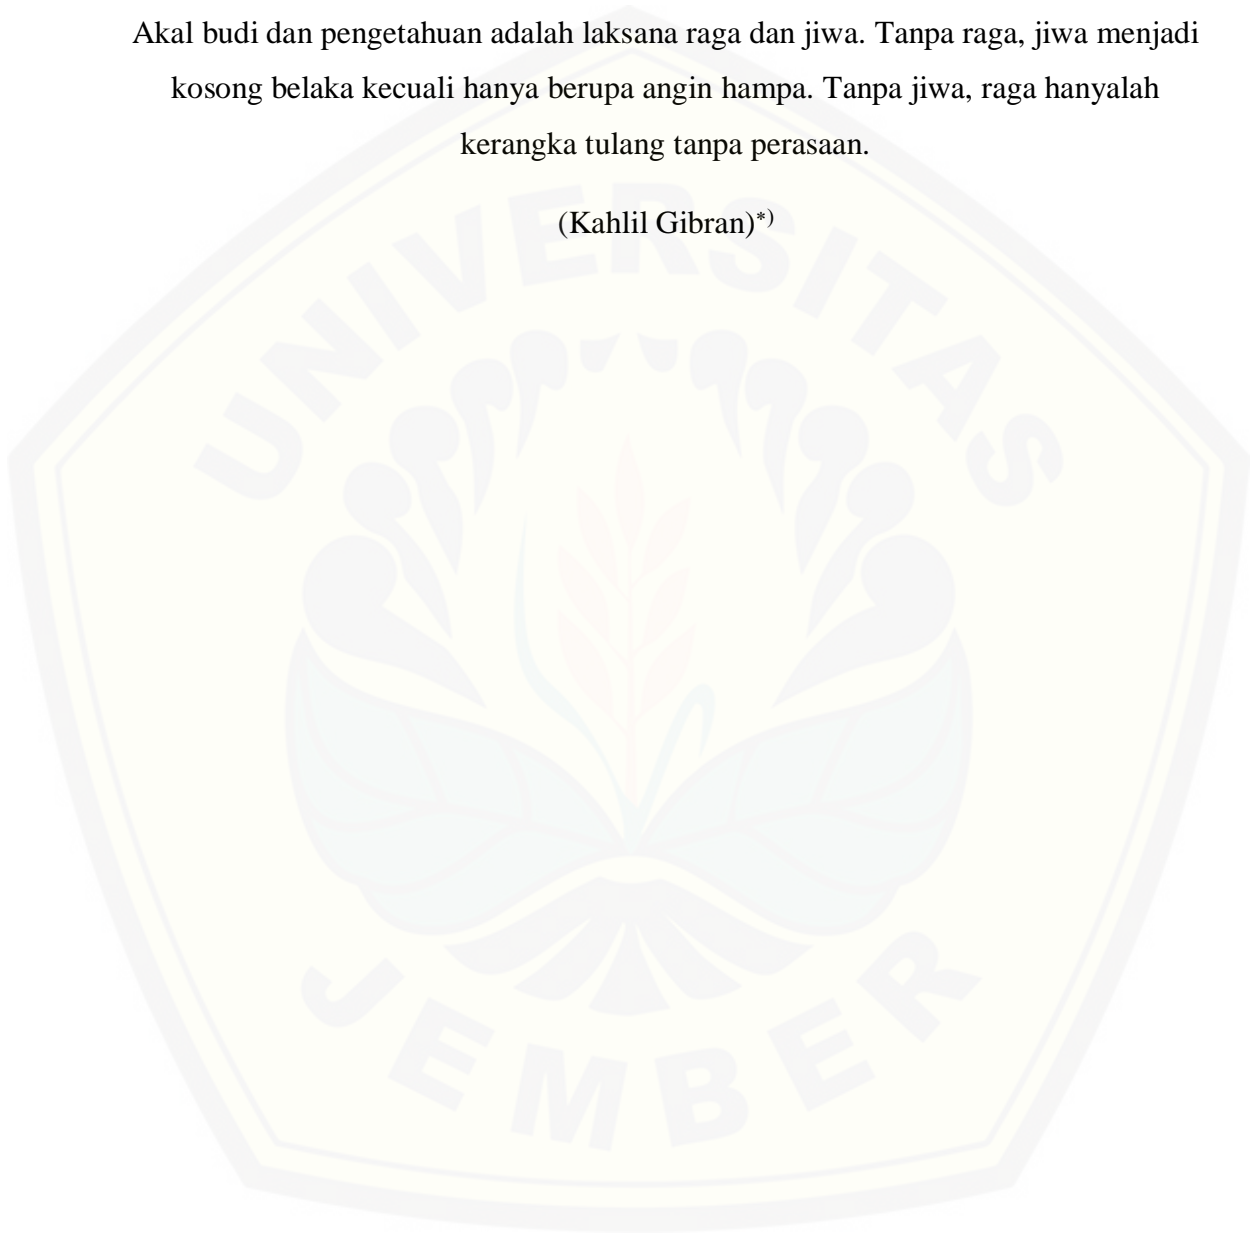 Akal budi dan pengetahuan adalah laksana raga dan jiwa. Tanpa raga, jiwa menjadi
kosong belaka kecuali hanya berupa angin hampa. Tanpa jiwa, raga hanyalah
kerangka tulang tanpa perasaan.
(Kahlil Gibran)*)
UNIVERSITAS
JEMBER